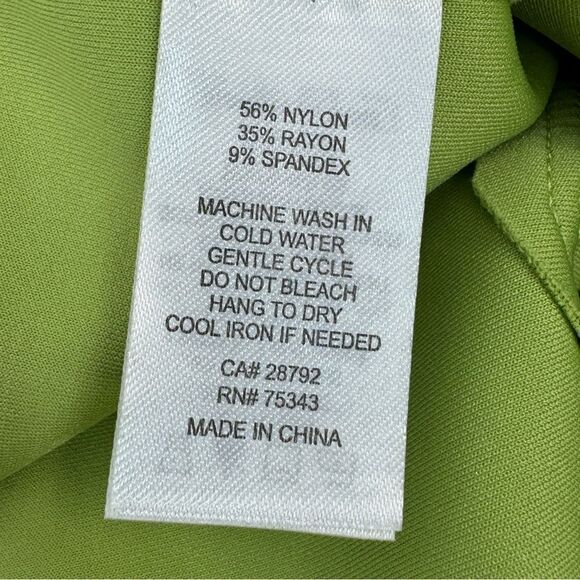 56% NYLON
35% RAYON
9% SPANDEX
MACHINE WASH IN
COLD WATER
GENTLE CYCLE
DO NOT BLEACH
HANG TO DRY
COOL IRON IF NEEDED
CA# 28792
RN# 75343
MADE IN CHINA